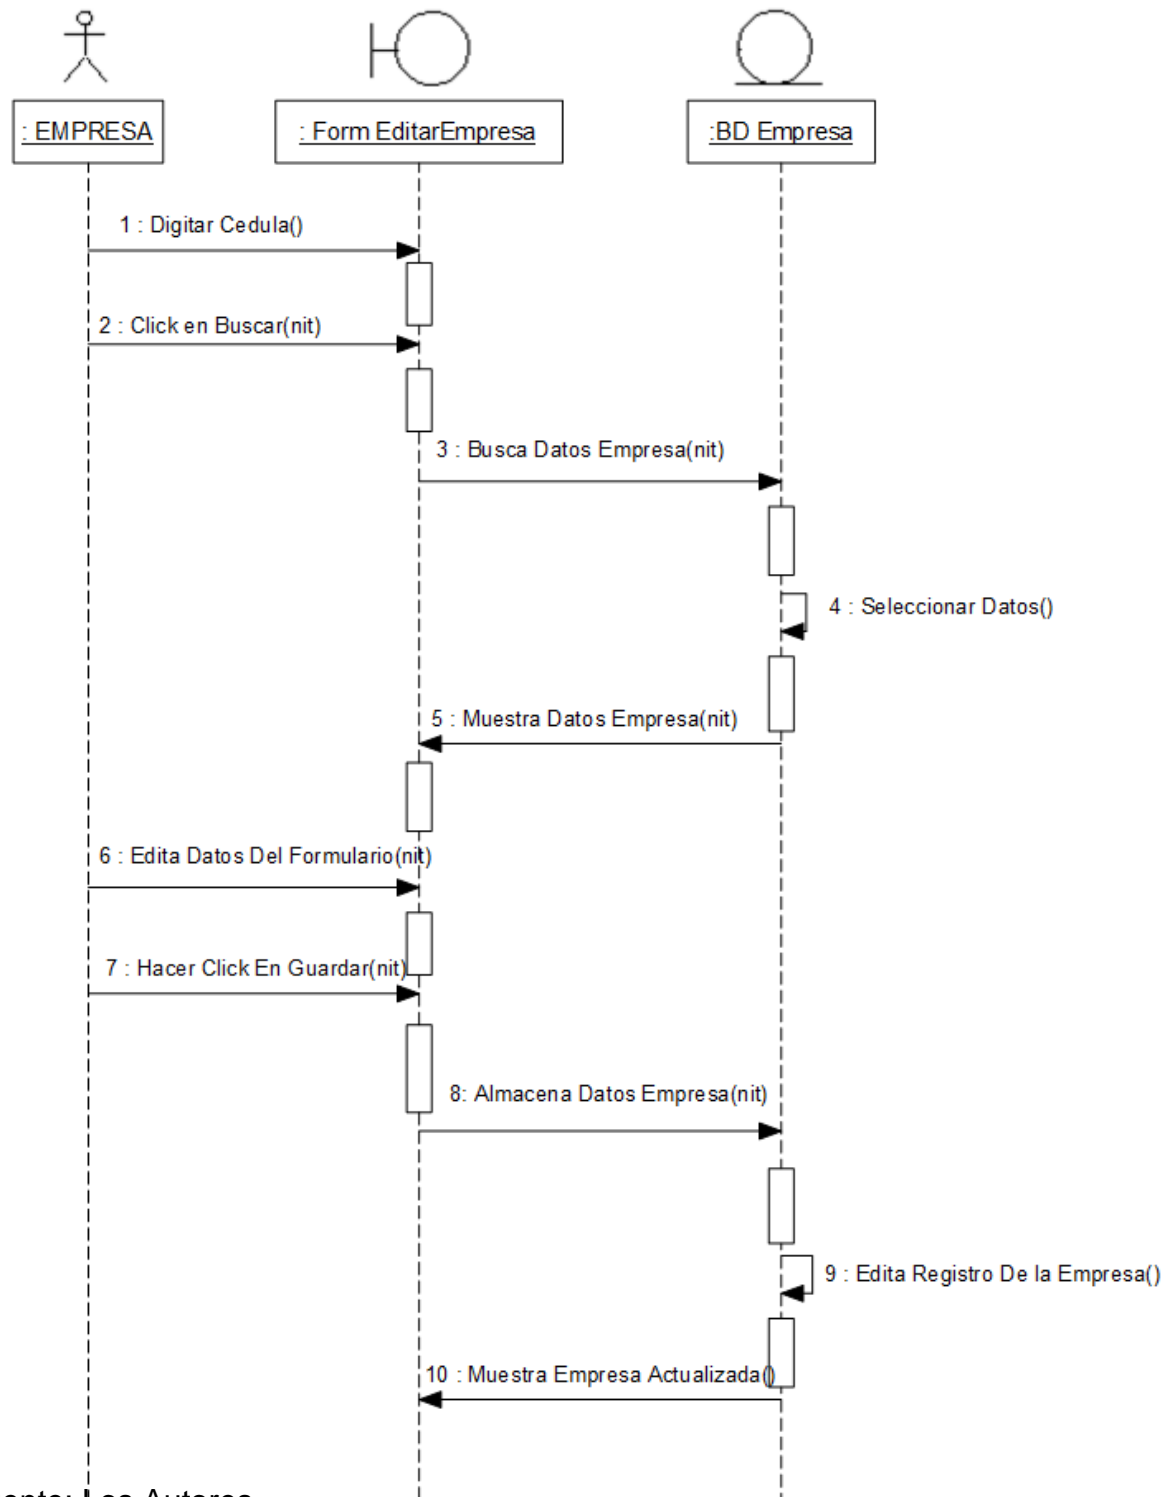 : EMPRESA
: Form EditarEmpresa
:BD Empresa
1 : Digitar Cedula()
2 : Click en Buscar(nit)
3 : Busca Datos Empresa(nit)
4 : Seleccionar Datos()
5 : Muestra Datos Empresa(nit)
6 : Edita Datos Del Formulario(nit)
7 : Hacer Click En Guardar(nit)
8: Almacena Datos Empresa(nit)
9 : Edita Registro De la Empresa()
10 : Muestra Empresa Actualizada()
Los Autores